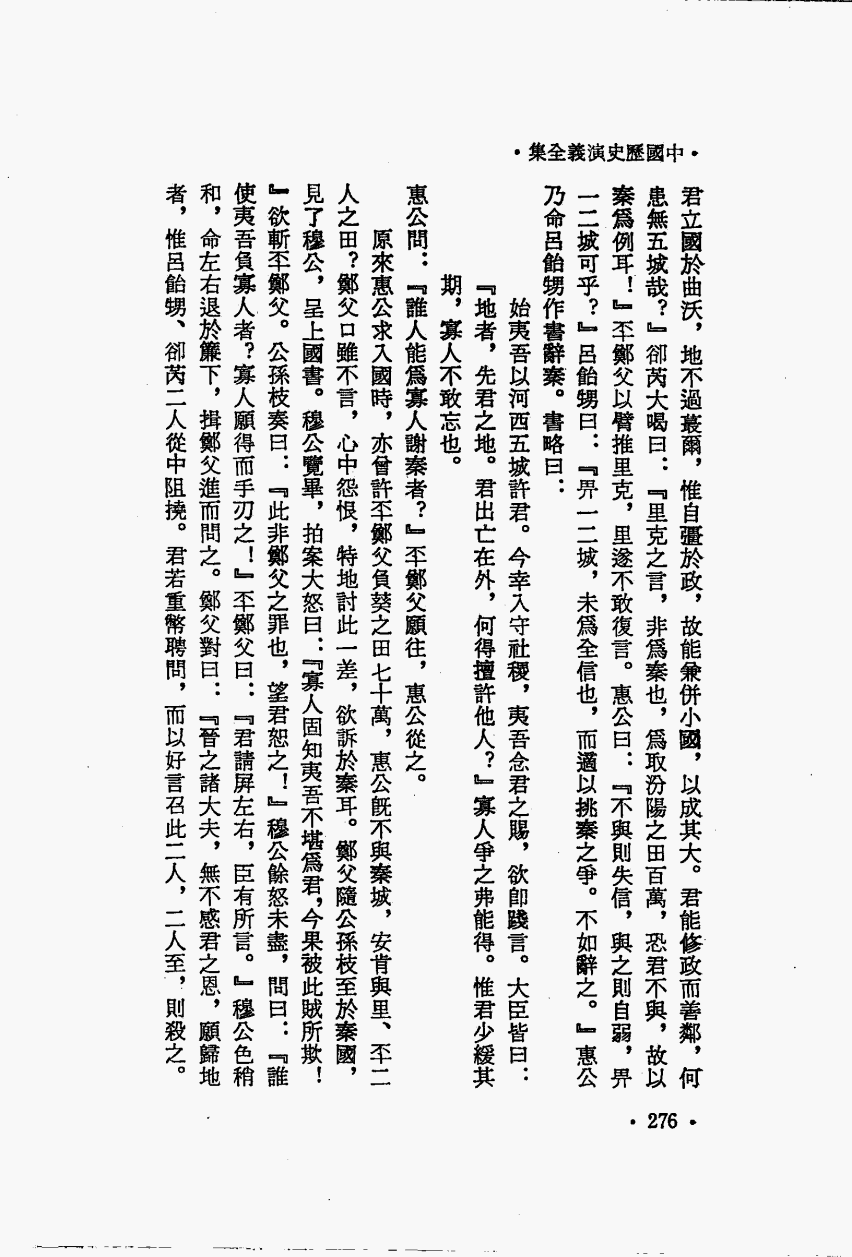 •中國歷史演義全集•
君立國於曲沃，地不過蕞爾，惟自彊於政，故能兼併小國，以成其大。君能修政而善鄰，何
患無五城哉？』郤芮大喝曰：『里克之言，非爲秦也，爲取汾陽之田百萬，恐君不與，故以
秦爲例耳！』丕鄭父以臂推里克，里遂不敢復言。惠公曰：『不與則失信，與之則自弱，畀
一二城可乎？』呂飴甥曰：『畀一二城，未爲全信也，而適以挑秦之爭。不如辭之。』惠公
乃命呂飴甥作書辭秦。書略曰：
始夷吾以河西五城許君。今幸入守社稷，夷吾念君之賜，欲卽踐言。大臣皆曰：
『地者，先君之地。君出亡在外，何得擅許他人？』寡人爭之弗能得。惟君少緩其
期，寡人不敢忘也。
惠公問：『誰人能爲寡人謝秦者？』丕鄭父願往，惠公從之。
原來惠公求入國時，亦曾許丕鄭父負葵之田七十萬，惠公旣不與秦城，安肯與里、丕二
人之田？鄭父口雖不言，心中怨恨，特地討此一差，欲訴於秦耳。鄭父隨公孫枝至於秦國，
見了穆公，呈上國書。穆公覽畢，拍案大怒曰：『寡人固知夷吾不堪爲君，今果被此賊所欺！
』欲斬丕鄭父。公孫枝奏曰：『此非鄭父之罪也，望君恕之！』穆公餘怒未盡，問曰：『誰
使夷吾負寡人者？寡人願得而手刃之！』丕鄭父曰：『君請屏左右，臣有所言。』穆公色稍
和，命左右退於簾下，揖鄭父進而問之。鄭父對曰：『晉之諸大夫，無不感君之恩，願歸地
者，惟呂飴甥、郤芮二人從中阻撓。君若重幣聘問，而以好言召此二人，二人至，則殺之。
•276•